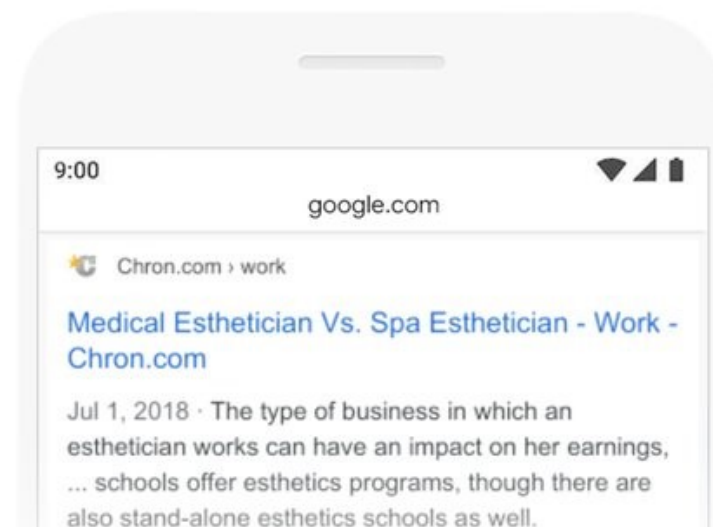 9:00
google.com
Chron.com › work
Medical Esthetician Vs. Spa Esthetician - Work -
Chron.com
Jul 1, 2018 · The type of business in which an
esthetician works can have an impact on her earnings,
... schools offer esthetics programs, though there are
also stand-alone esthetics schools as well.